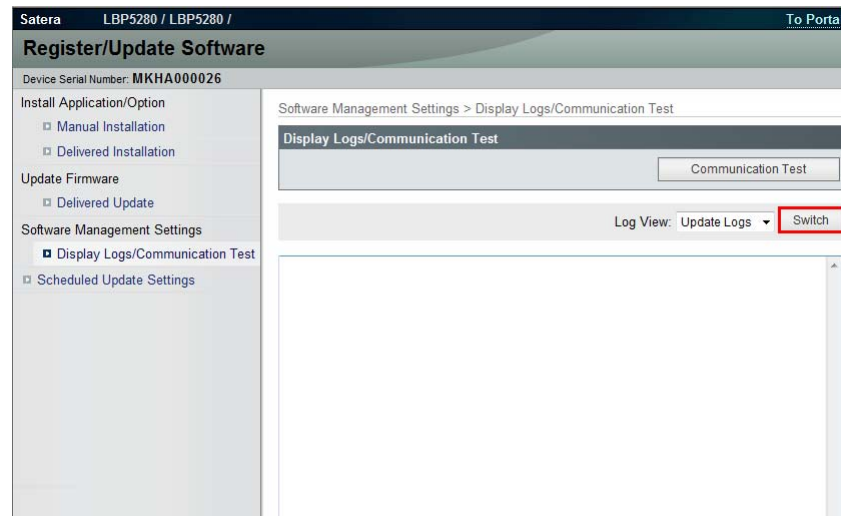 Satera LBP5280 / LBP5280 /
To Porta
Register/Update Software
Device Serial Number: MKHA000026
Install Application/Option
Manual Installation
Delivered Installation
Update Firmware
Delivered Update
Software Management Settings
Display Logs/Communication Test
Scheduled Update Settings
Software Management Settings > Display Logs/Communication Test
Display Logs/Communication Test
Communication Test
Log View: Update Logs Switch